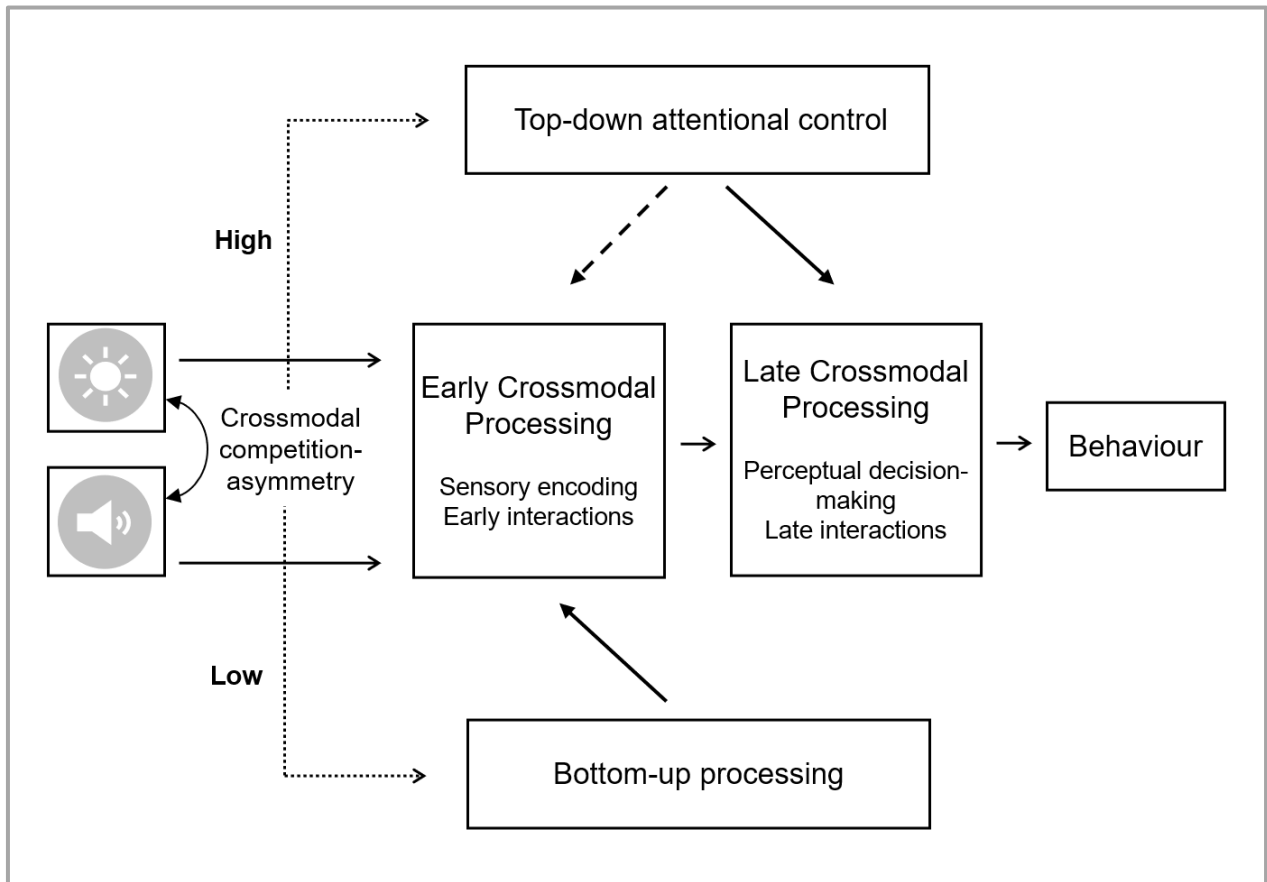 Top-down attentional control
High
Crossmodal
competition-
asymmetry
Early Crossmodal
Processing
Sensory encoding
Early interactions
Late Crossmodal
Processing
Perceptual decision-
making
Late interactions
Behaviour
Low
Bottom-up processing